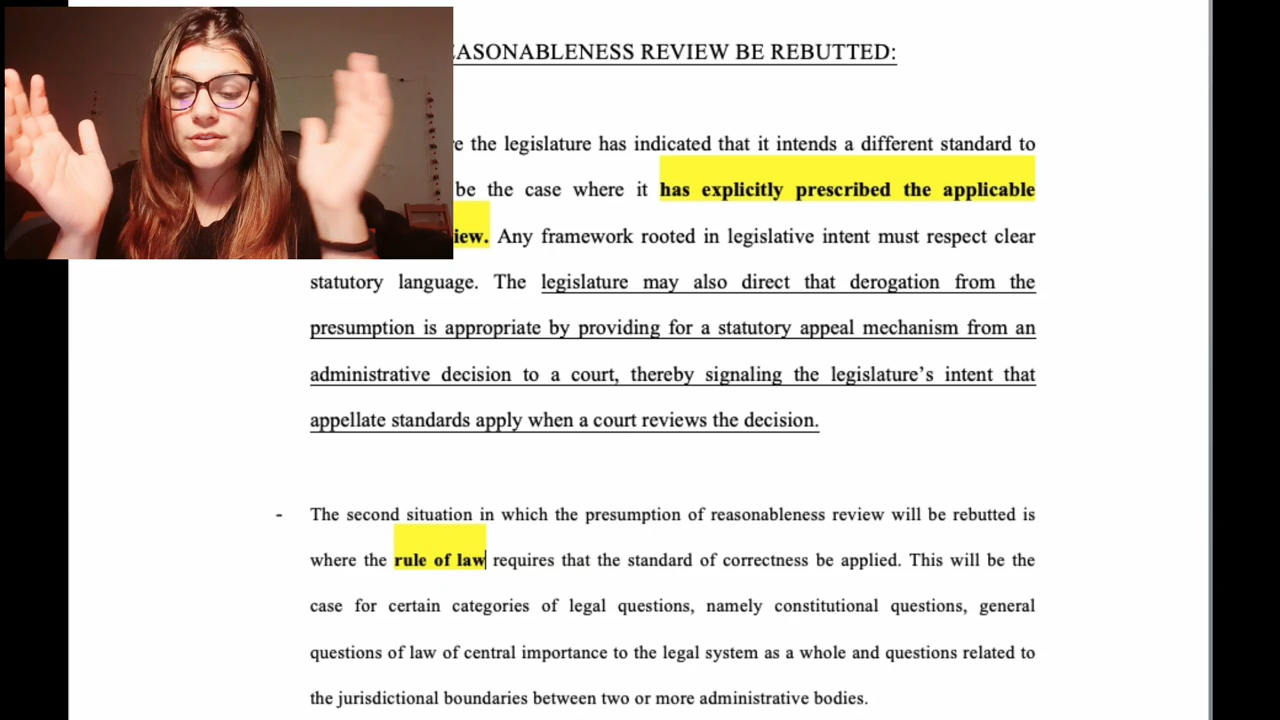 EASONABLENESS REVIEW BE REBUTTED:
the legislature has indicated that it intends a different standard to
be the case where it has explicitly prescribed the applicable
iew. Any framework rooted in legislative intent must respect clear
statutory language. The legislature may also direct that derogation from the
presumption is appropriate by providing for a statutory appeal mechanism from an
administrative decision to a court, thereby signaling the legislature's intent that
appellate standards apply when a court reviews the decision.
- The second situation in which the presumption of reasonableness review will be rebutted is
where the rule of law requires that the standard of correctness be applied. This will be the
case for certain categories of legal questions, namely constitutional questions, general
questions of law of central importance to the legal system as a whole and questions related to
the jurisdictional boundaries between two or more administrative bodies.